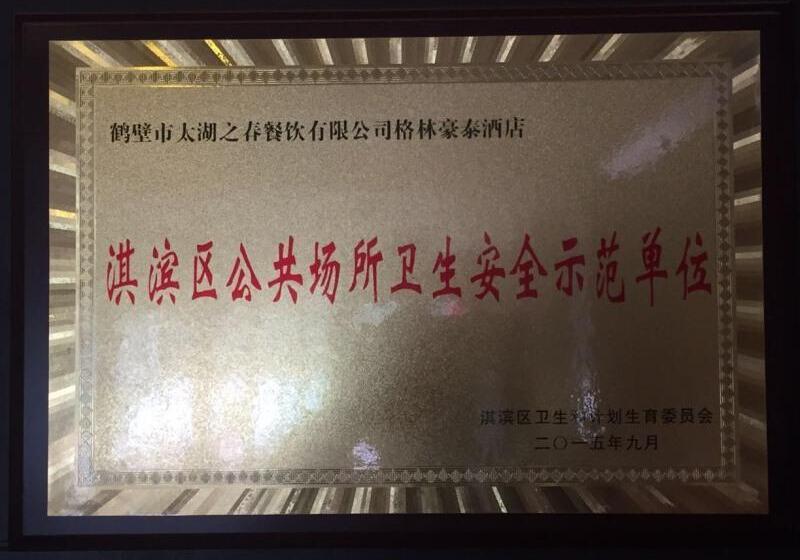 鹤壁市太湖之春餐饮有限公司格林豪泰酒店
淇滨区公共场所卫生安全示范单位
淇滨区卫生和计划生育委员会
二〇一五年九月